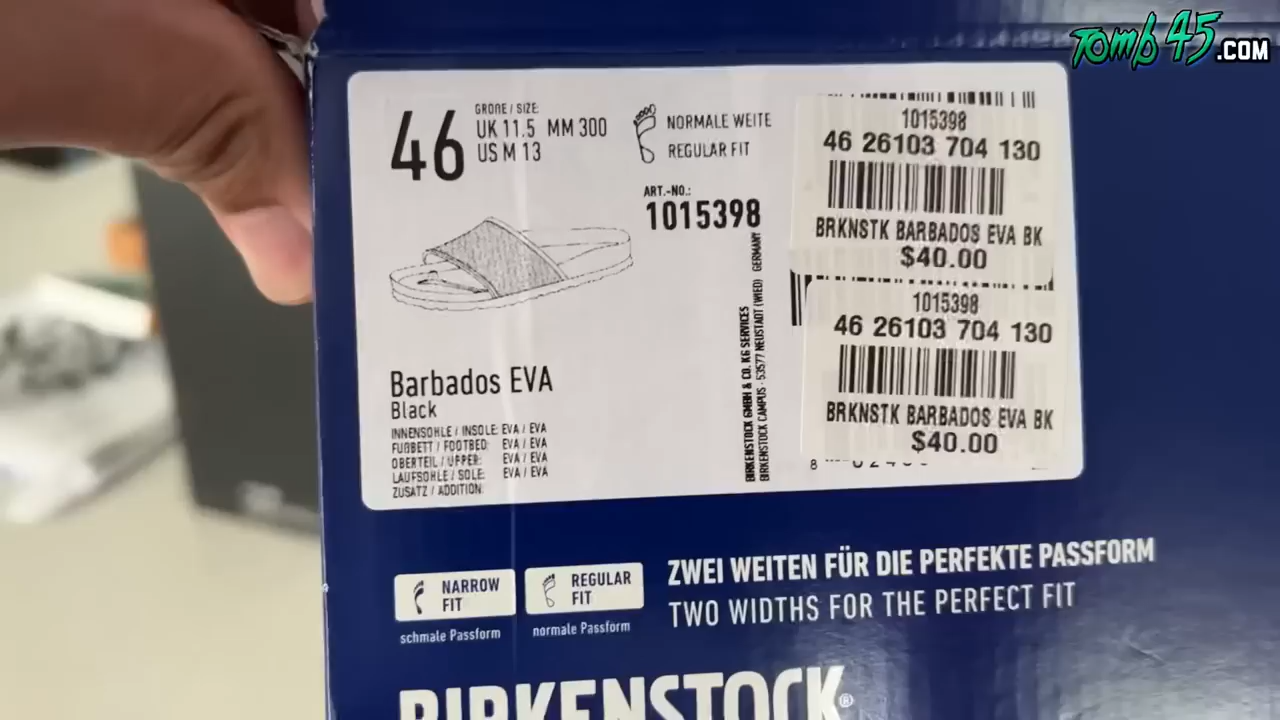 TOMB45.COM
46
GRÖßE / SIZE:
UK 11.5 MM 300
US M 13
NORMALE WEITE
REGULAR FIT
ART.-NO.:
1015398
Barbados EVA
Black
INNENSOHLE / INSOLE: EVA / EVA
FUßBETT / FOOTBED: EVA / EVA
OBERTEIL / UPPER: EVA / EVA
LAUFSOHLE / SOLE: EVA / EVA
ZUSATZ / ADDITION:
BIRKENSTOCK GMBH & CO. KG SERVICES
BIRKENSTOCK CAMPUS · 53577 NEUSTADT (WIED) GERMANY
1015398
46 26103 704 130
BRKNSTK BARBADOS EVA BK
$40.00
1015398
46 26103 704 130
BRKNSTK BARBADOS EVA BK
$40.00
NARROW
FIT
schmale Passform
REGULAR
FIT
normale Passform
ZWEI WEITEN FÜR DIE PERFEKTE PASSFORM
TWO WIDTHS FOR THE PERFECT FIT
BIRKENSTOCK®